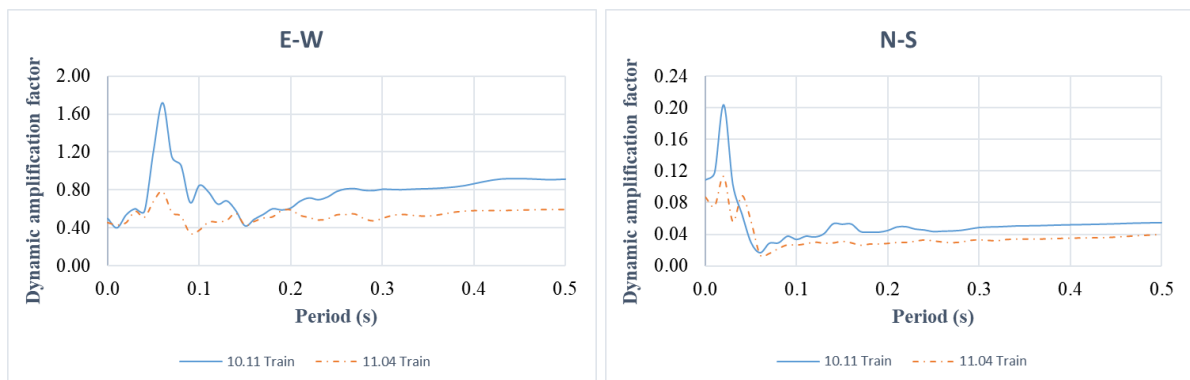 E-W
Dynamic amplification factor
2.00
1.60
1.20
0.80
0.40
0.00
0.0 0.1 0.2 0.3 0.4 0.5
Period (s)
10.11 Train 11.04 Train
N-S
Dynamic amplification factor
0.24
0.20
0.16
0.12
0.08
0.04
0.00
0.0 0.1 0.2 0.3 0.4 0.5
Period (s)
10.11 Train 11.04 Train